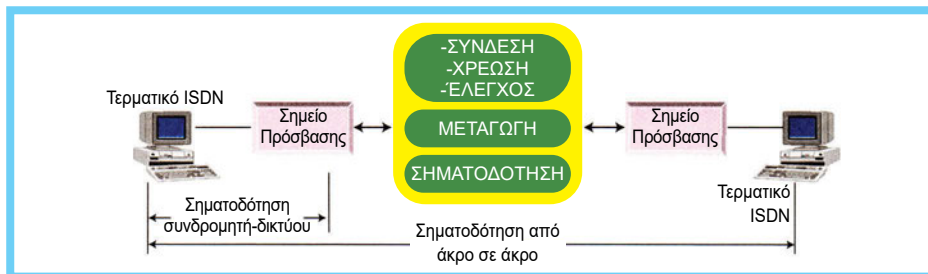 Τερματικό ISDN
Σημείο
Πρόσβασης
-ΣΥΝΔΕΣΗ
-ΧΡΕΩΣΗ
-ΈΛΕΓΧΟΣ
ΜΕΤΑΓΩΓΗ
ΣΗΜΑΤΟΔΟΤΗΣΗ
Σημείο
Πρόσβασης
Τερματικό
ISDN
Σηματοδότηση
συνδρομητή-δικτύου
Σηματοδότηση από
άκρο σε άκρο